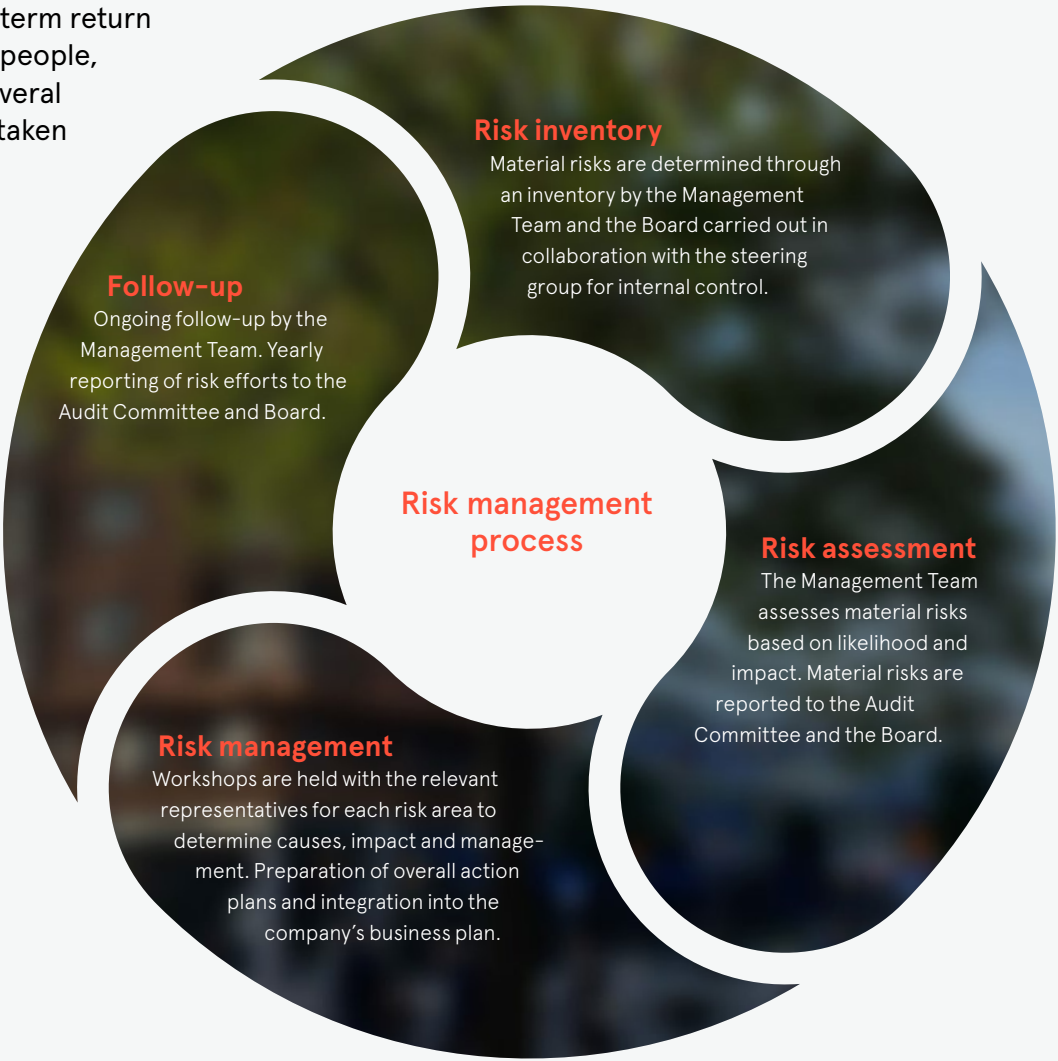 term return
people,
veral
taken
Risk inventory
Material risks are determined through
an inventory by the Management
Team and the Board carried out in
collaboration with the steering
group for internal control.
Follow-up
Ongoing follow-up by the
Management Team. Yearly
reporting of risk efforts to the
Audit Committee and Board.
Risk management
process
Risk assessment
The Management Team
assesses material risks
based on likelihood and
impact. Material risks are
reported to the Audit
Committee and the Board.
Risk management
Workshops are held with the relevant
representatives for each risk area to
determine causes, impact and manage-
ment. Preparation of overall action
plans and integration into the
company’s business plan.